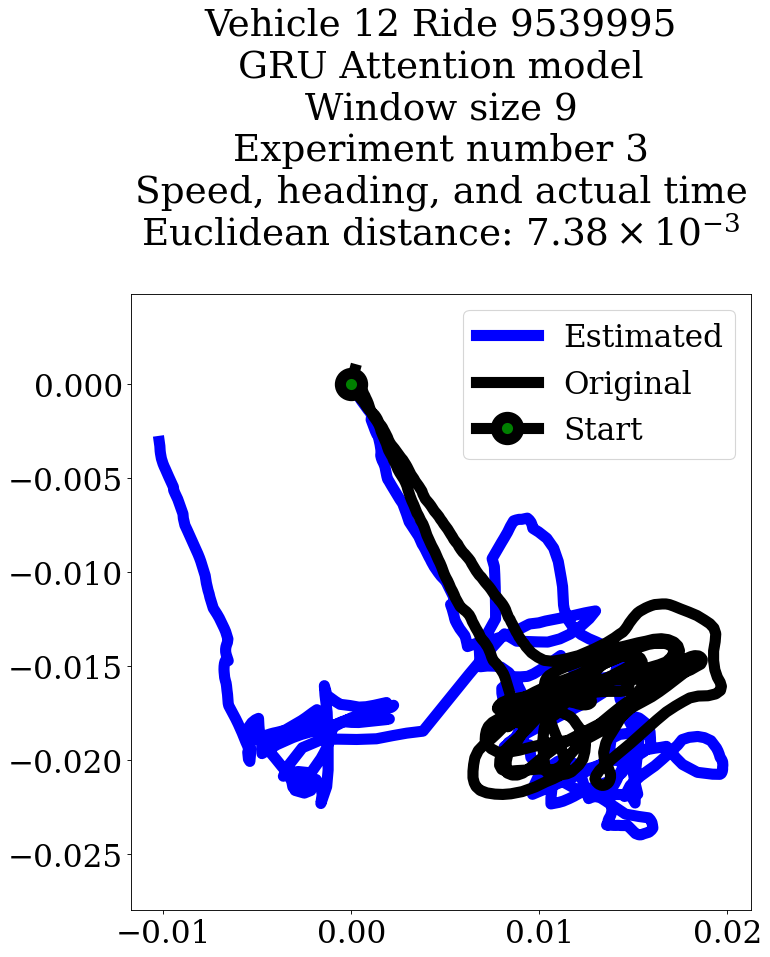 Vehicle 12 Ride 9539995
GRU Attention model
Window size 9
Experiment number 3
Speed, heading, and actual time
Euclidean distance: 7.38 × 10⁻³
Estimated
Original
Start
0.000
−0.005
−0.010
−0.015
−0.020
−0.025
−0.01 0.00 0.01 0.02